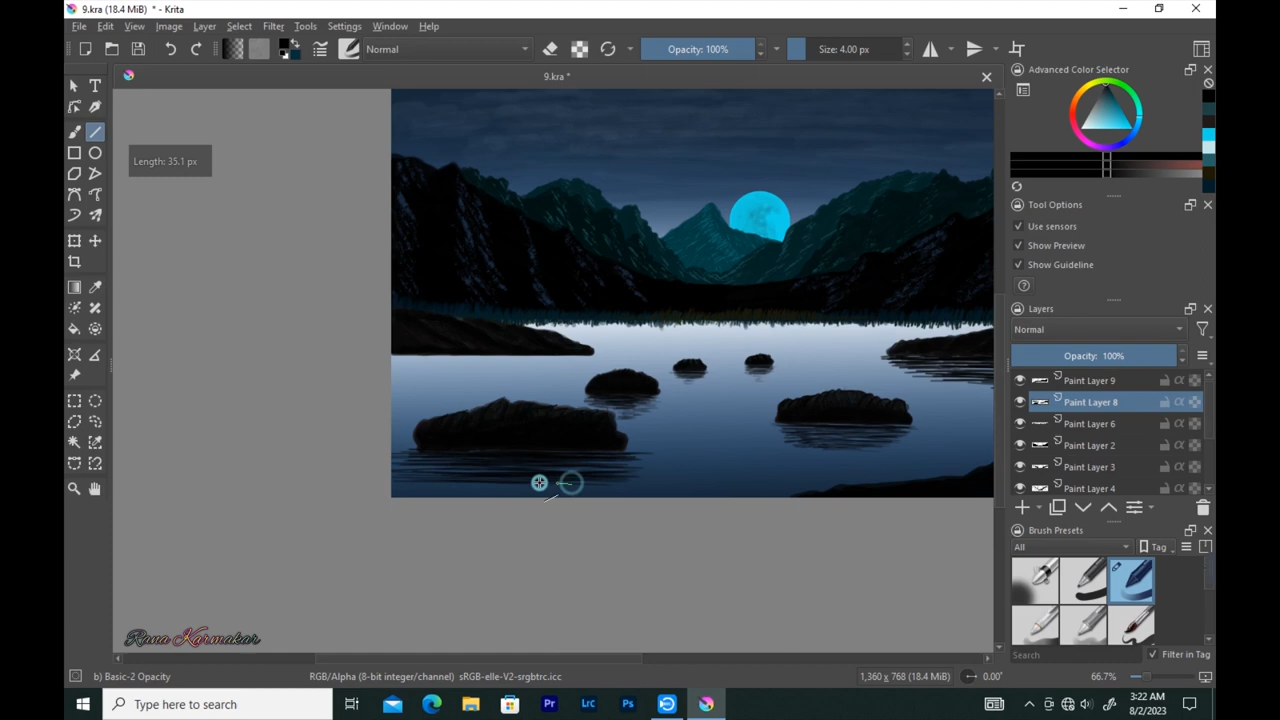 9.kra (18.4 MiB) * - Krita
File Edit View Image Layer Select Filter Tools Settings Window Help
Normal
Opacity: 100%
Size: 4.00 px
9.kra *
Length: 35.1 px
Rana Karmakar
Advanced Color Selector
Tool Options
Use sensors
Show Preview
Show Guideline
Layers
Normal
Opacity: 100%
Paint Layer 9
Paint Layer 8
Paint Layer 6
Paint Layer 2
Paint Layer 3
Paint Layer 4
Brush Presets
All
Tag
Search
Filter in Tag
b) Basic-2 Opacity
RGB/Alpha (8-bit integer/channel) sRGB-elle-V2-srgbtrc.icc
1,360 x 768 (18.4 MiB)
0.00°
66.7%
Type here to search
Pr
Lrc
Ps
3:22 AM
8/2/2023